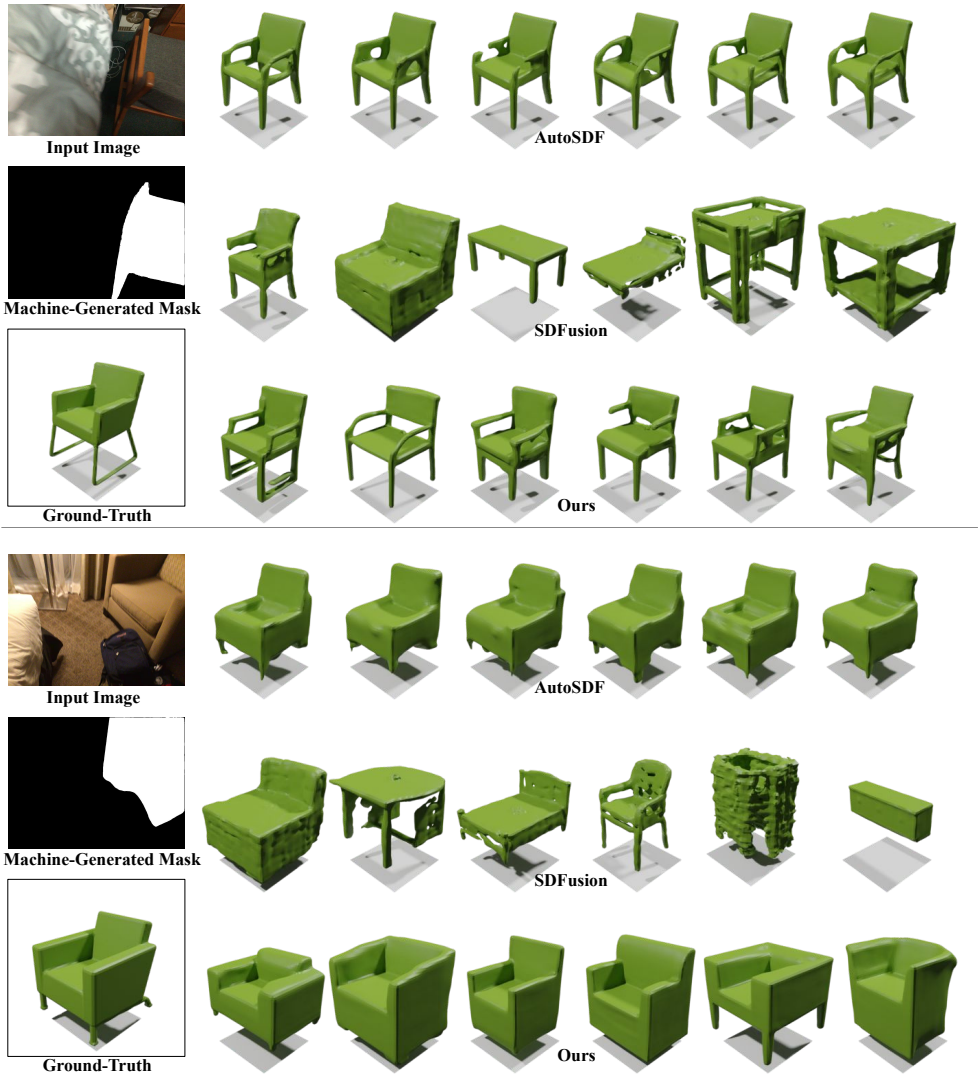 Input Image
AutoSDF
Machine-Generated Mask
SDFusion
Ground-Truth
Ours
Input Image
AutoSDF
Machine-Generated Mask
SDFusion
Ground-Truth
Ours